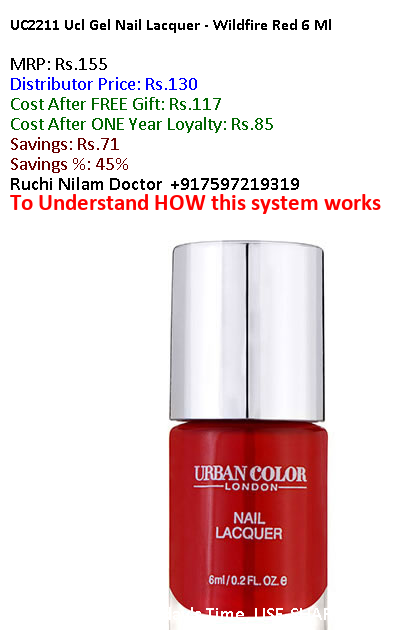 UC2211 Ucl Gel Nail Lacquer - Wildfire Red 6 Ml
MRP: Rs.155
Distributor Price: Rs.130
Cost After FREE Gift: Rs.117
Cost After ONE Year Loyalty: Rs.85
Savings: Rs.71
Savings %: 45%
Ruchi Nilam Doctor +917597219319
To Understand HOW this system works
URBAN COLOR
LONDON
NAIL
LACQUER
6ml/0.2 FL. OZ. e
Time USE